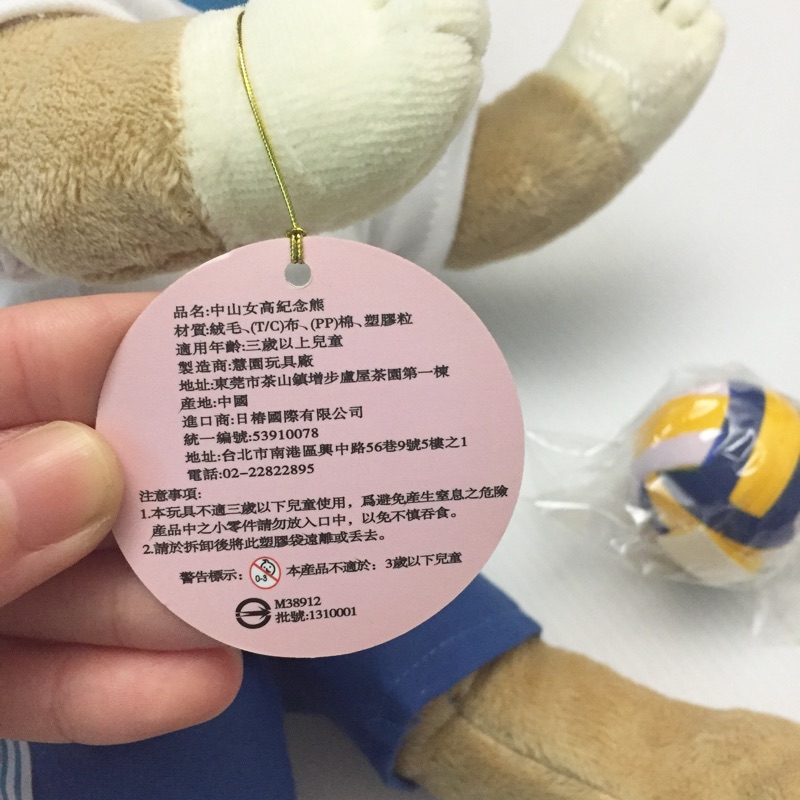 品名:中山女高紀念熊
材質:絨毛、(T/C)布、(PP)棉、塑膠粒
適用年齡:三歲以上兒童
製造商:慧園玩具廠
地址:東莞市茶山鎮增步盧屋茶園第一棟
産地:中國
進口商:日椿國際有限公司
統一編號:53910078
地址:台北市南港區興中路56巷9號5樓之1
電話:02-22822895
注意事項:
1.本玩具不適三歲以下兒童使用，爲避免産生窒息之危險
産品中之小零件請勿放入口中，以免不慎吞食。
2.請於拆卸後將此塑膠袋遠離或丟去。
警告標示: 0-3 本産品不適於: 3歲以下兒童
M38912
批號:1310001